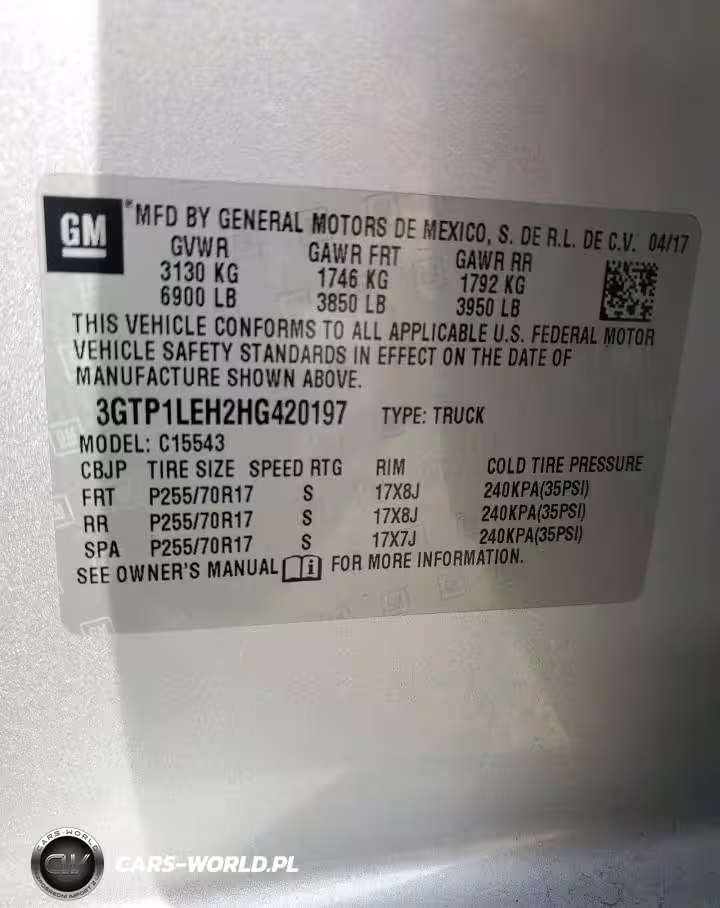 GM
®MFD BY GENERAL MOTORS DE MEXICO, S. DE R.L. DE C.V. 04/17
GVWR GAWR FRT GAWR RR
3130 KG 1746 KG 1792 KG
6900 LB 3850 LB 3950 LB
THIS VEHICLE CONFORMS TO ALL APPLICABLE U.S. FEDERAL MOTOR
VEHICLE SAFETY STANDARDS IN EFFECT ON THE DATE OF
MANUFACTURE SHOWN ABOVE.
3GTP1LEH2HG420197 TYPE: TRUCK
MODEL: C15543
CBJP TIRE SIZE SPEED RTG RIM COLD TIRE PRESSURE
FRT P255/70R17 S 17X8J 240KPA(35PSI)
RR P255/70R17 S 17X8J 240KPA(35PSI)
SPA P255/70R17 S 17X7J 240KPA(35PSI)
SEE OWNER'S MANUAL i FOR MORE INFORMATION.
CARS-WORLD
CW
CARS-WORLD.PL